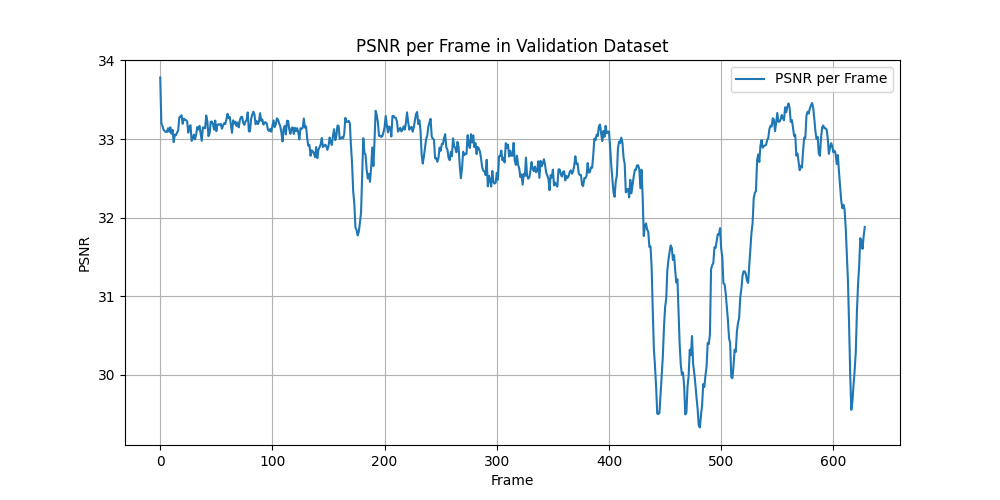 PSNR per Frame in Validation Dataset
PSNR per Frame
34
33
32
31
30
PSNR
0 100 200 300 400 500 600
Frame